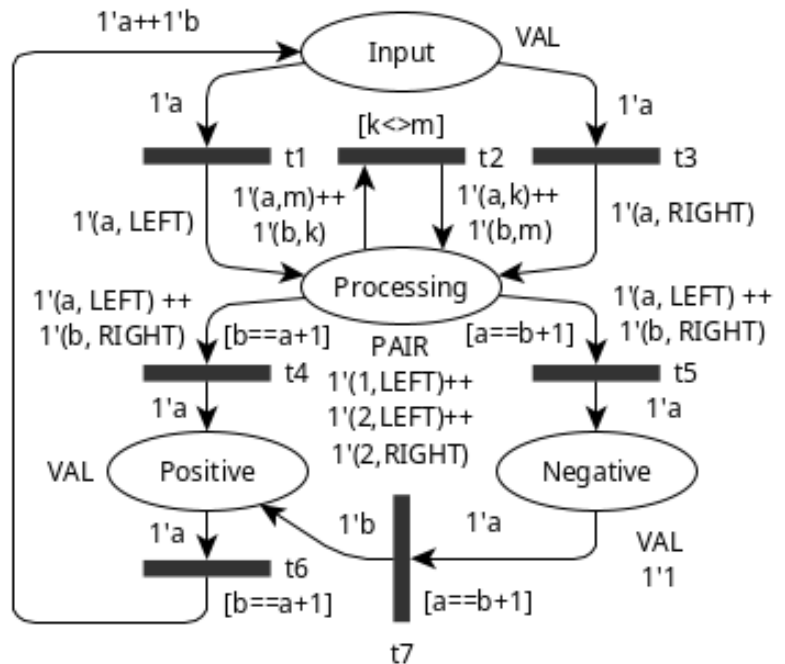 1'a++1'b
Input
VAL
1'a
1'a
[k<>m]
t1
t2
t3
1'(a, LEFT)
1'(a,m)++
1'(b,k)
1'(a,k)++
1'(b,m)
1'(a, RIGHT)
Processing
1'(a, LEFT) ++
1'(b, RIGHT)
[b==a+1]
t4
PAIR
1'(1,LEFT)++
1'(2,LEFT)++
1'(2,RIGHT)
[a==b+1]
1'(a, LEFT) ++
1'(b, RIGHT)
t5
1'a
1'a
VAL
Positive
Negative
VAL
1'1
1'a
t6
[b==a+1]
1'b
1'a
[a==b+1]
t7